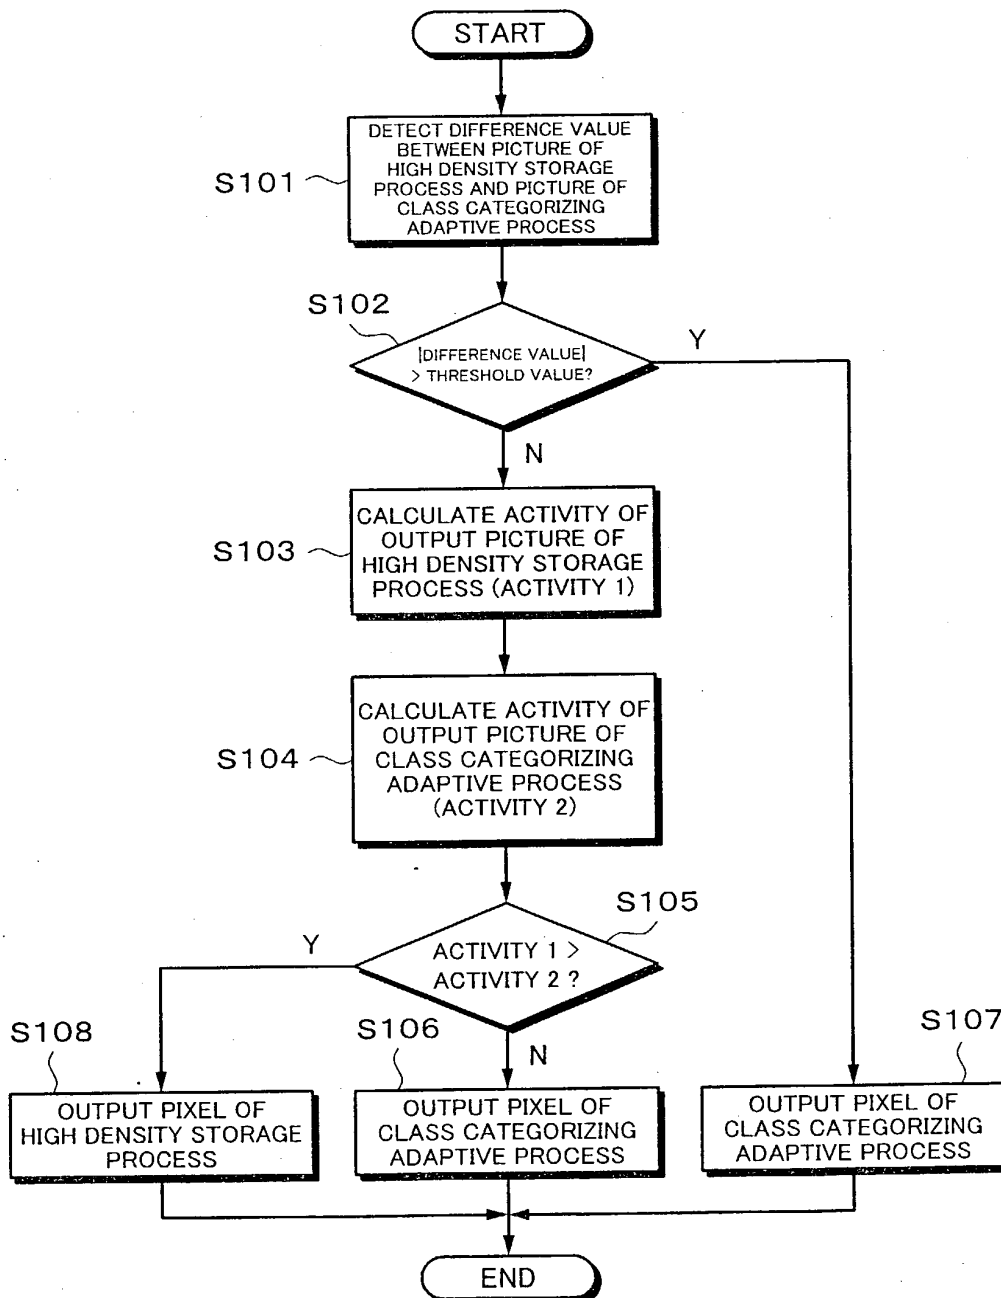 START
DETECT DIFFERENCE VALUE
BETWEEN PICTURE OF
HIGH DENSITY STORAGE
PROCESS AND PICTURE OF
CLASS CATEGORIZING
ADAPTIVE PROCESS
S101
S102
|DIFFERENCE VALUE|
> THRESHOLD VALUE?
Y
N
CALCULATE ACTIVITY OF
OUTPUT PICTURE OF
HIGH DENSITY STORAGE
PROCESS (ACTIVITY 1)
S103
CALCULATE ACTIVITY OF
OUTPUT PICTURE OF
CLASS CATEGORIZING
ADAPTIVE PROCESS
(ACTIVITY 2)
S104
S105
ACTIVITY 1 >
ACTIVITY 2 ?
Y
N
S108
OUTPUT PIXEL OF
HIGH DENSITY STORAGE
PROCESS
S106
OUTPUT PIXEL OF
CLASS CATEGORIZING
ADAPTIVE PROCESS
S107
OUTPUT PIXEL OF
CLASS CATEGORIZING
ADAPTIVE PROCESS
END